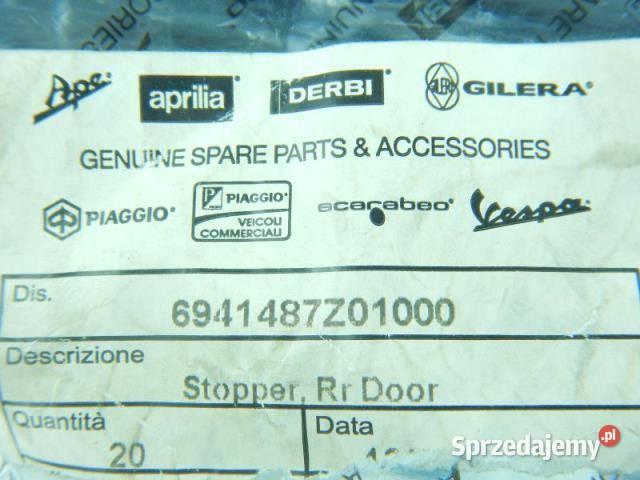 Ape
aprilia
DERBI
GILERA
GENUINE SPARE PARTS & ACCESSORIES
PIAGGIO
PIAGGIO
VEICOLI
COMMERCIALI
scarabeo
Vespa
Dis.
6941487Z01000
Descrizione
Stopper, Rr Door
Quantità
20
Data
Sprzedajemy.pl